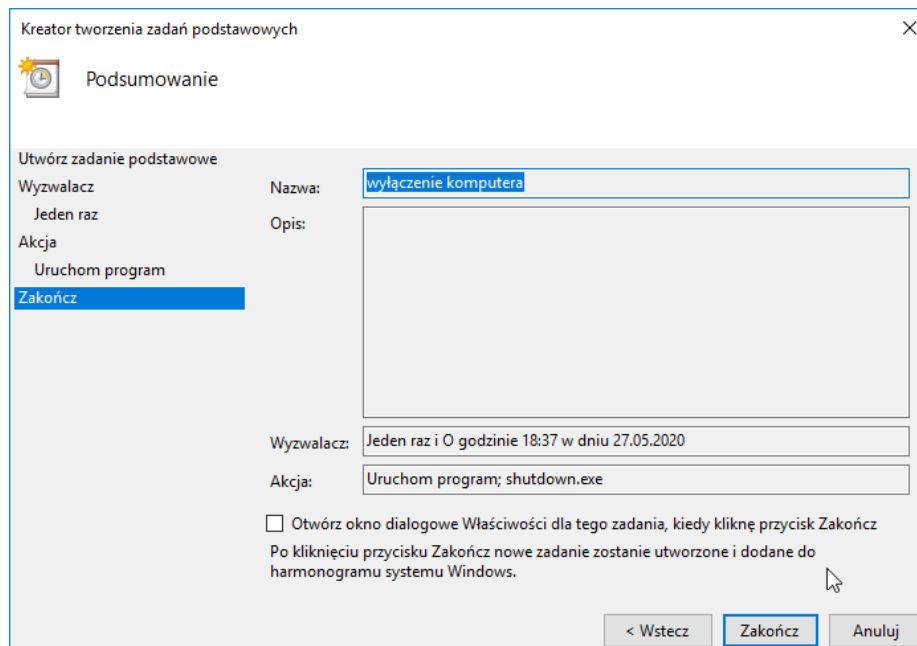 Kreator tworzenia zadań podstawowych
Podsumowanie
Utwórz zadanie podstawowe
Wyzwalacz
Jeden raz
Akcja
Uruchom program
Zakończ
Nazwa: wyłączenie komputera
Opis:
Wyzwalacz: Jeden raz i O godzinie 18:37 w dniu 27.05.2020
Akcja: Uruchom program; shutdown.exe
Otwórz okno dialogowe Właściwości dla tego zadania, kiedy kliknę przycisk Zakończ
Po kliknięciu przycisku Zakończ nowe zadanie zostanie utworzone i dodane do
harmonogramu systemu Windows.
< Wstecz Zakończ Anuluj